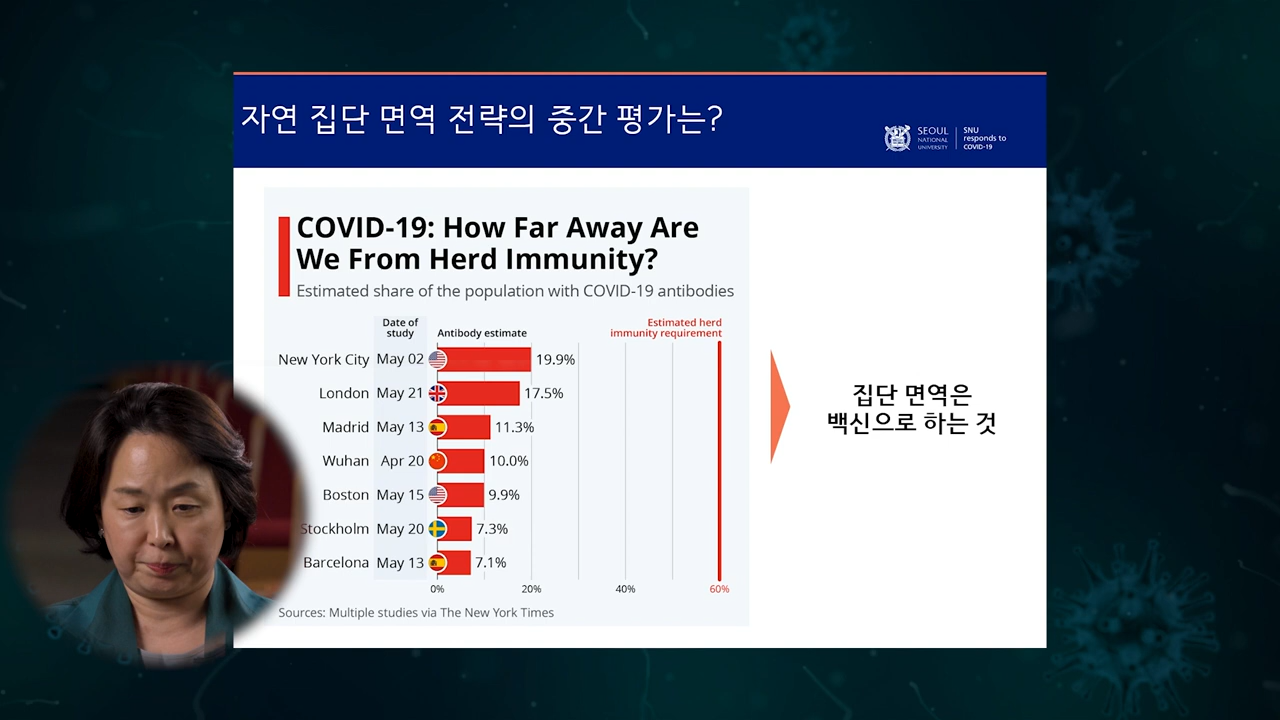 자연 집단 면역 전략의 중간 평가는?
SEOUL
NATIONAL
UNIVERSITY
SNU
responds to
COVID-19
COVID-19: How Far Away Are
We From Herd Immunity?
Estimated share of the population with COVID-19 antibodies
Date of
study
Antibody estimate
Estimated herd
immunity requirement
New York City May 02 19.9%
London May 21 17.5%
Madrid May 13 11.3%
Wuhan Apr 20 10.0%
Boston May 15 9.9%
Stockholm May 20 7.3%
Barcelona May 13 7.1%
0% 20% 40% 60%
Sources: Multiple studies via The New York Times
집단 면역은
백신으로 하는 것